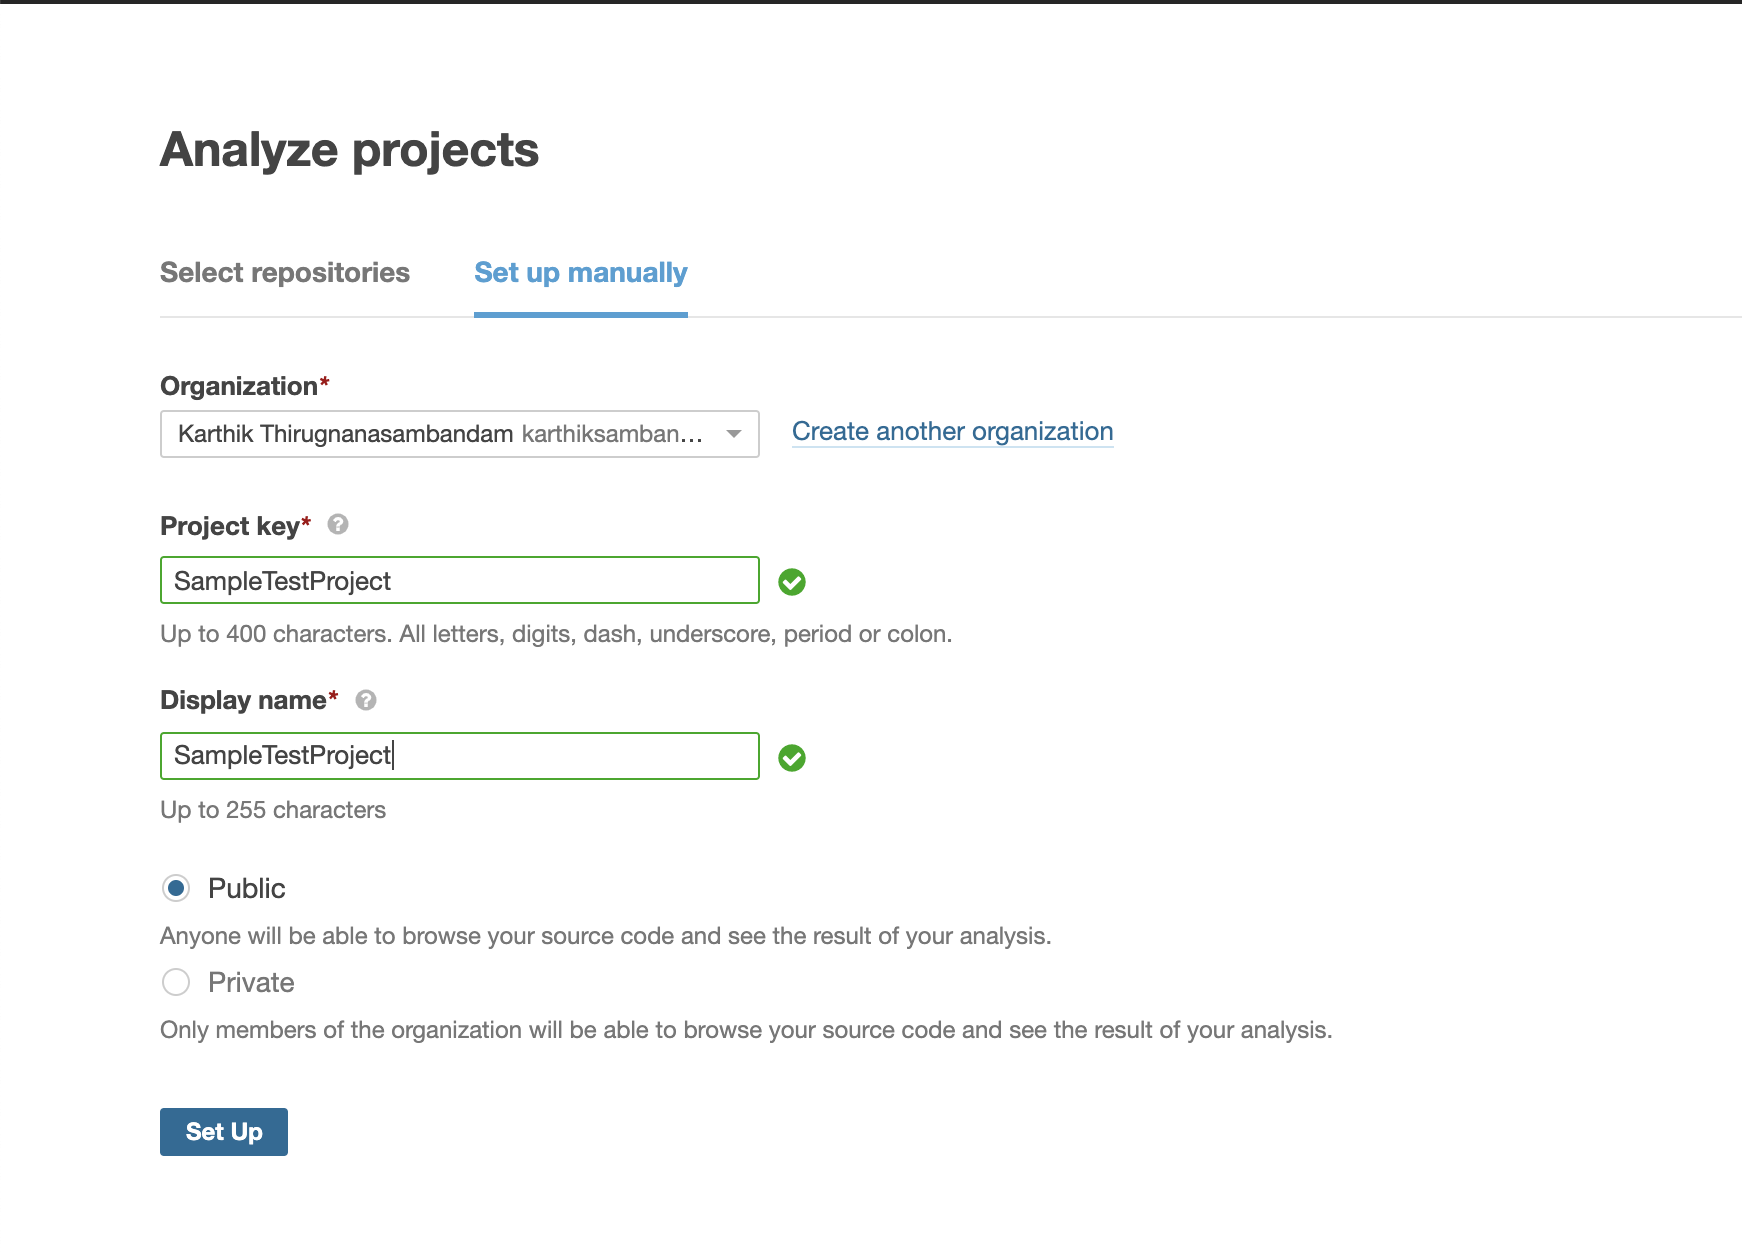 Analyze projects
Select repositories Set up manually
Organization*
Karthik Thirugnanasambandam karthiksamban... Create another organization
Project key* ?
SampleTestProject
Up to 400 characters. All letters, digits, dash, underscore, period or colon.
Display name* ?
SampleTestProject
Up to 255 characters
Public
Anyone will be able to browse your source code and see the result of your analysis.
Private
Only members of the organization will be able to browse your source code and see the result of your analysis.
Set Up